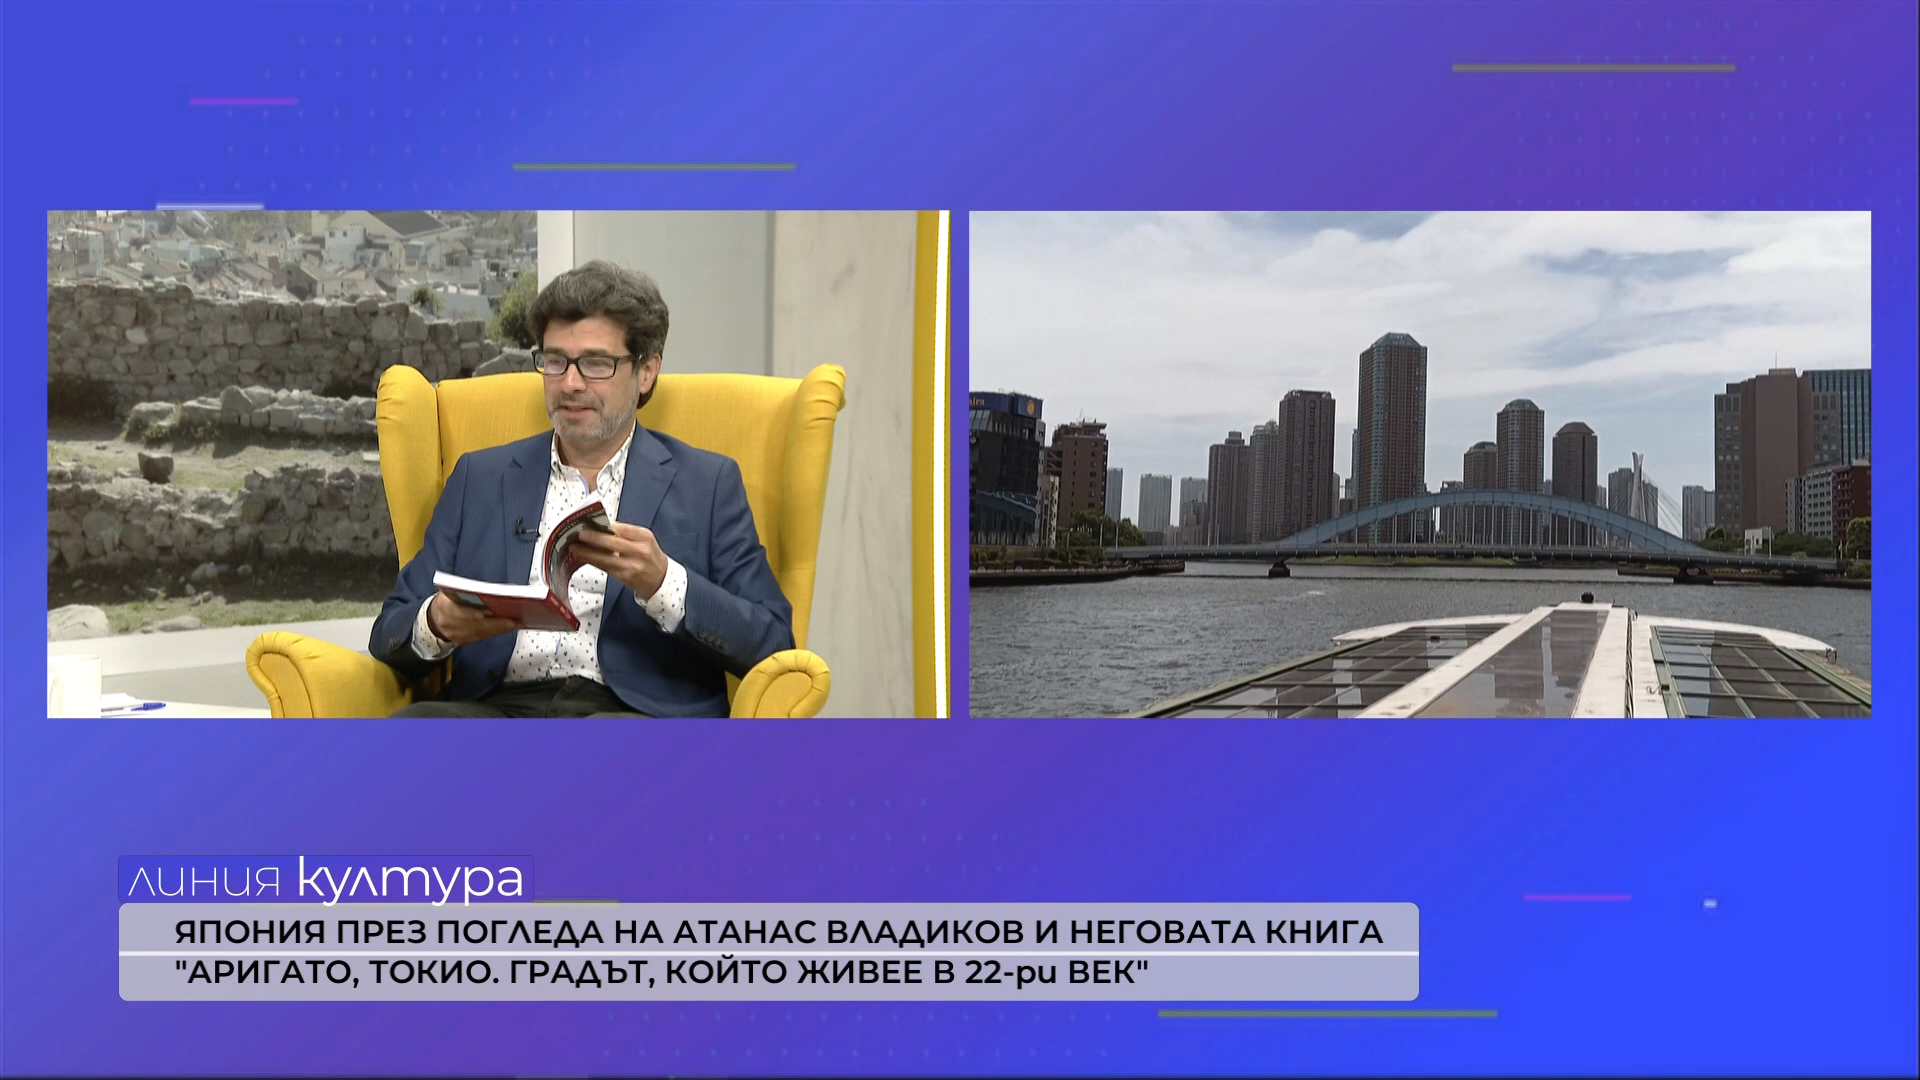 линия култура
ЯПОНИЯ ПРЕЗ ПОГЛЕДА НА АТАНАС ВЛАДИКОВ И НЕГОВАТА КНИГА
"АРИГАТО, ТОКИО. ГРАДЪТ, КОЙТО ЖИВЕЕ В 22-ри ВЕК"